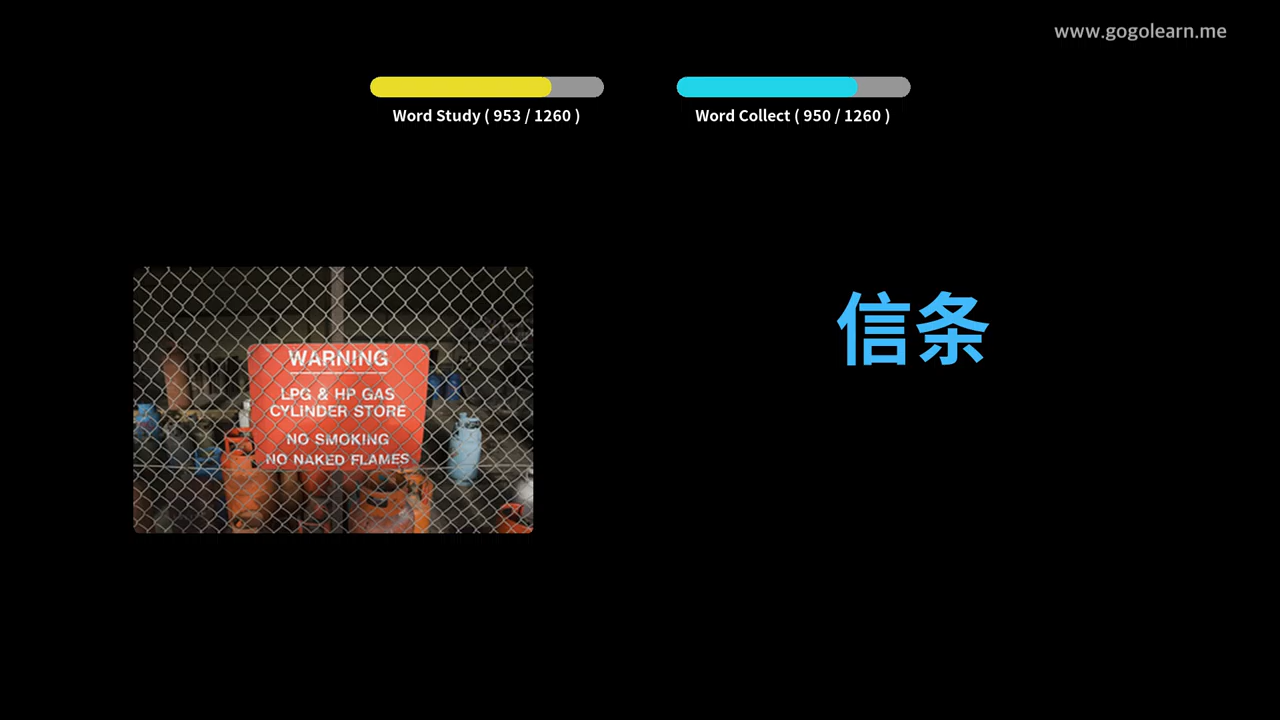 www.gogolearn.me
Word Study ( 953 / 1260 )
Word Collect ( 950 / 1260 )
信条
WARNING
LPG & HP GAS
CYLINDER STORE
NO SMOKING
NO NAKED FLAMES